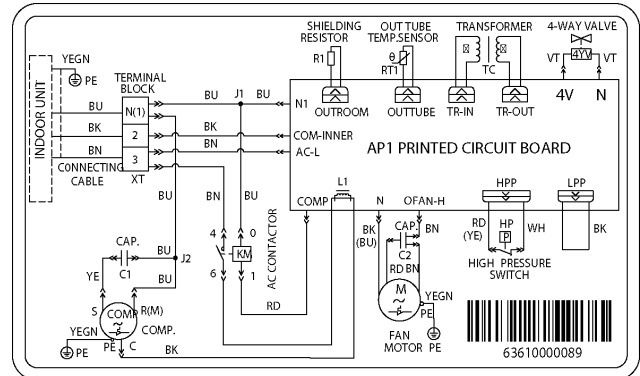 SHIELDING
RESISTOR
OUT TUBE
TEMP.SENSOR
TRANSFORMER
4-WAY VALVE
R1
θ
RT1
TC
VT
4YV
VT
YEGN
PE
TERMINAL
BLOCK
OUTROOM
OUTTUBE
TR-IN
TR-OUT
4V
N
INDOOR UNIT
BU
N(1)
BU
J1
BU
N1
BK
2
BK
COM-INNER
BN
3
BN
AC-L
AP1 PRINTED CIRCUIT BOARD
CONNECTING
CABLE
XT
BU
BN
BU
L1
COMP
N
OFAN-H
HPP
LPP
4
0
KM
6
1
AC CONTACTOR
BK
(BU)
CAP.
C2
BN
RD
(YE)
HP
P
WH
BK
HIGH PRESSURE
SWITCH
CAP.
C1
BU
J2
YE
BU
RD
RD BN
M
~
YEGN
PE
S
COMP
~
R(M)
COMP.
YEGN
PE
PE
C
BK
FAN
MOTOR
PE
63610000089